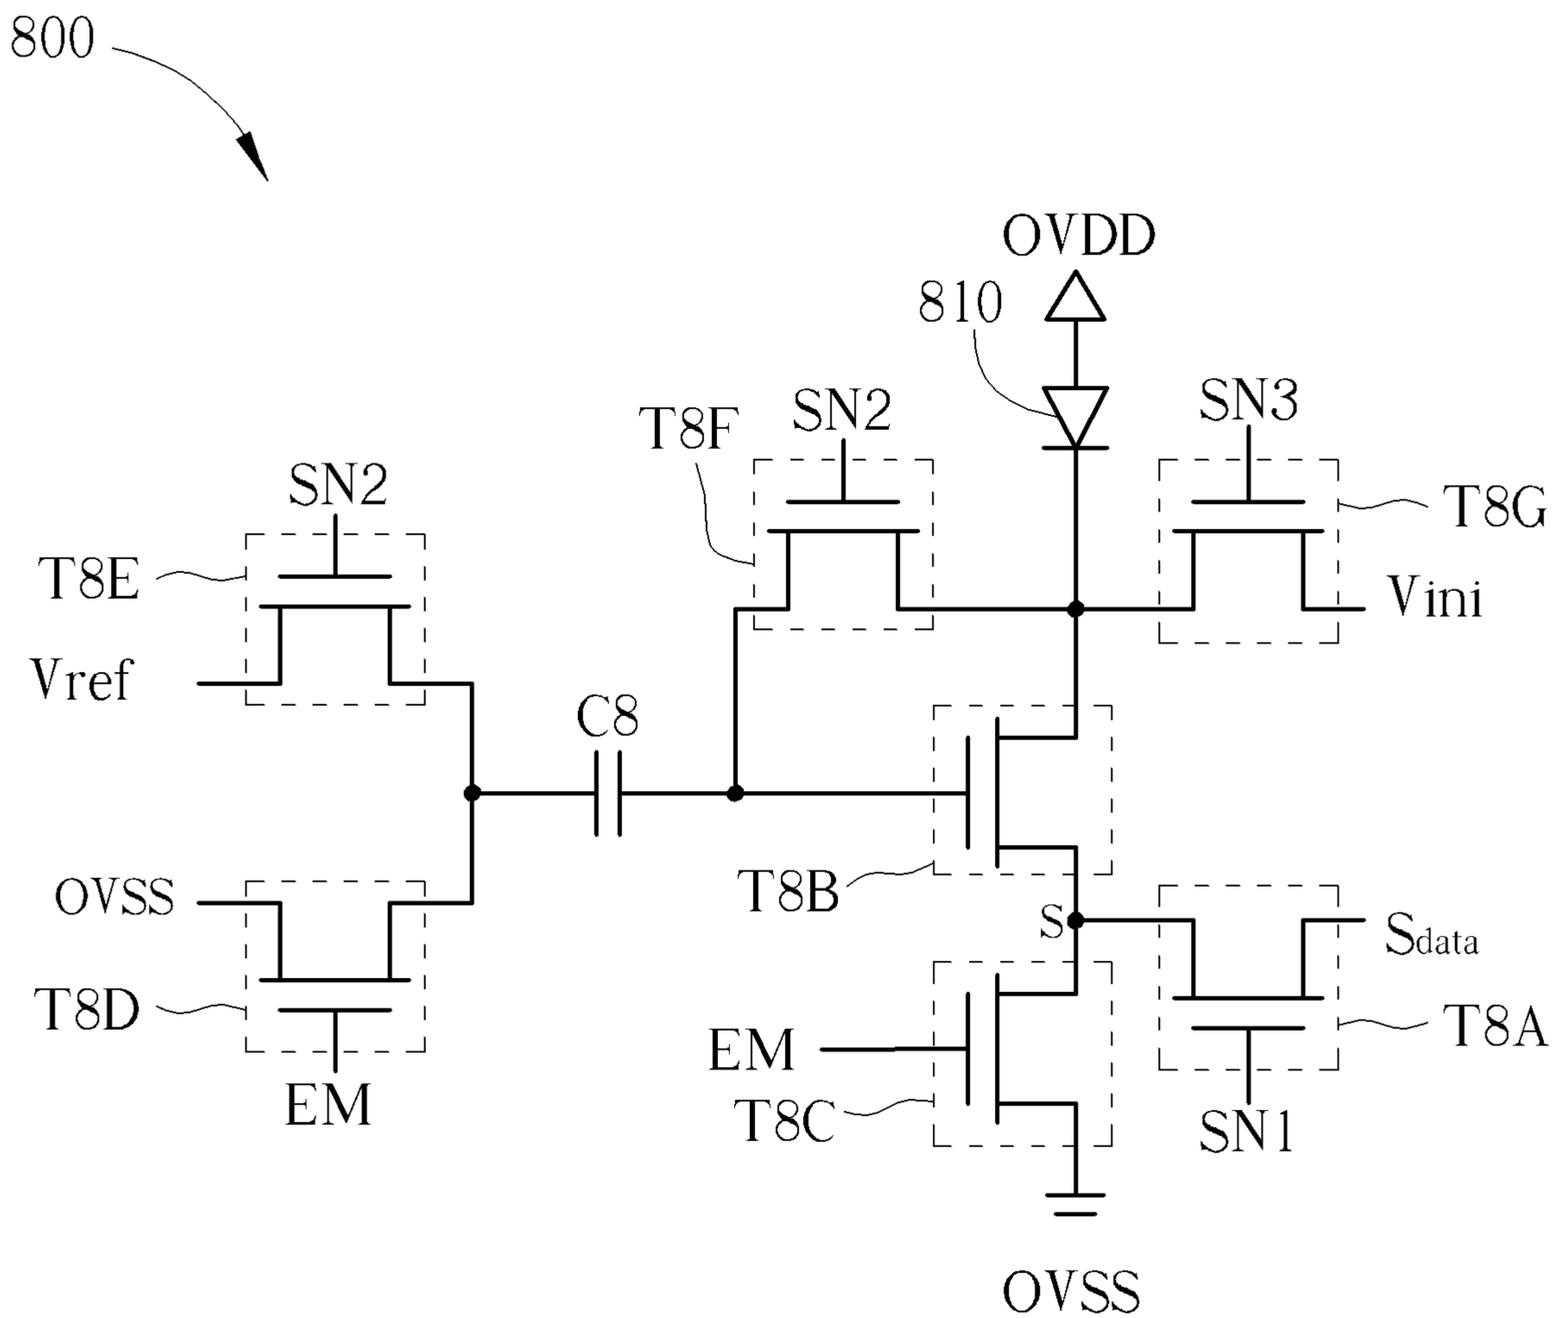 800
OVDD
810
SN3
SN2
T8F
SN2
T8G
T8E
Vini
Vref
C8
OVSS
T8B
S
Sdata
T8D
T8A
EM
EM
T8C
SN1
OVSS